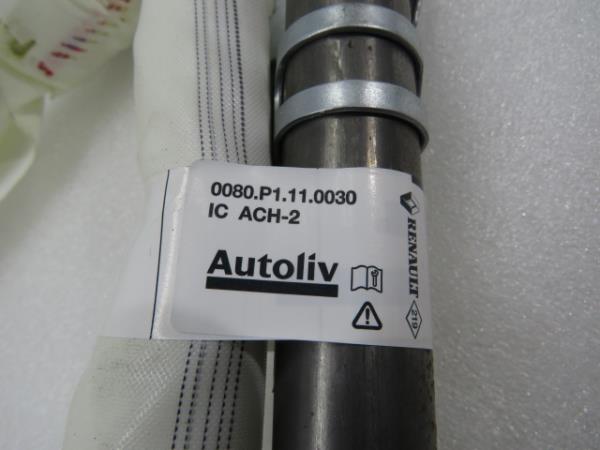 0080.P1.11.0030
IC ACH-2
Autoliv
RENAULT
219